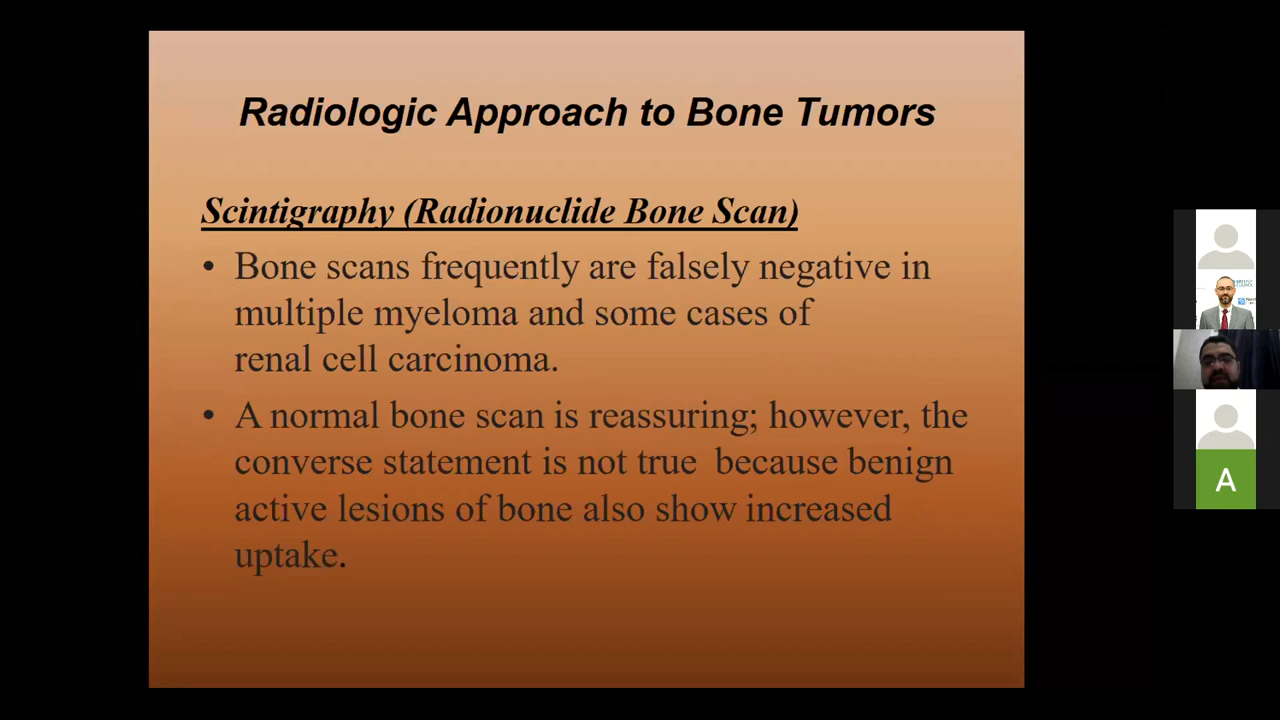 Radiologic Approach to Bone Tumors
Scintigraphy (Radionuclide Bone Scan)
• Bone scans frequently are falsely negative in
multiple myeloma and some cases of
renal cell carcinoma.
• A normal bone scan is reassuring; however, the
converse statement is not true because benign
active lesions of bone also show increased
uptake.
A